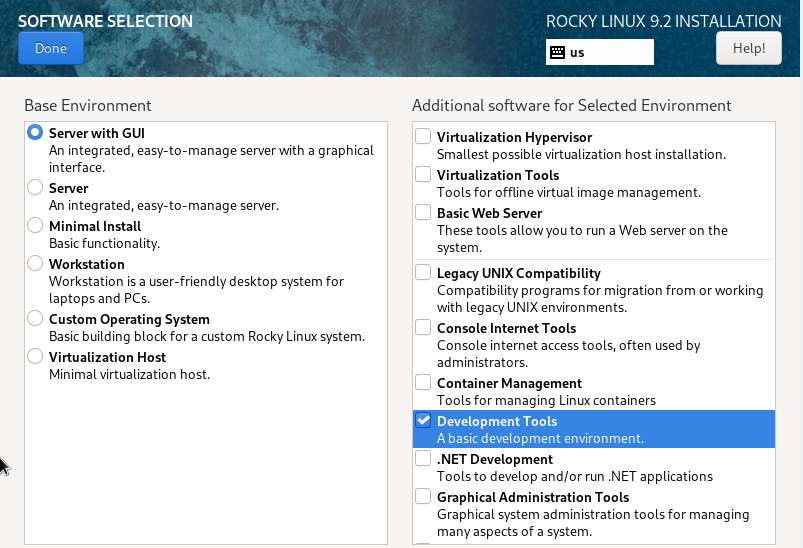 SOFTWARE SELECTION
ROCKY LINUX 9.2 INSTALLATION
Done
us
Help!
Base Environment
Server with GUI
An integrated, easy-to-manage server with a graphical
interface.
Server
An integrated, easy-to-manage server.
Minimal Install
Basic functionality.
Workstation
Workstation is a user-friendly desktop system for
laptops and PCs.
Custom Operating System
Basic building block for a custom Rocky Linux system.
Virtualization Host
Minimal virtualization host.
Additional software for Selected Environment
Virtualization Hypervisor
Smallest possible virtualization host installation.
Virtualization Tools
Tools for offline virtual image management.
Basic Web Server
These tools allow you to run a Web server on the
system.
Legacy UNIX Compatibility
Compatibility programs for migration from or working
with legacy UNIX environments.
Console Internet Tools
Console internet access tools, often used by
administrators.
Container Management
Tools for managing Linux containers
Development Tools
A basic development environment.
.NET Development
Tools to develop and/or run .NET applications
Graphical Administration Tools
Graphical system administration tools for managing
many aspects of a system.